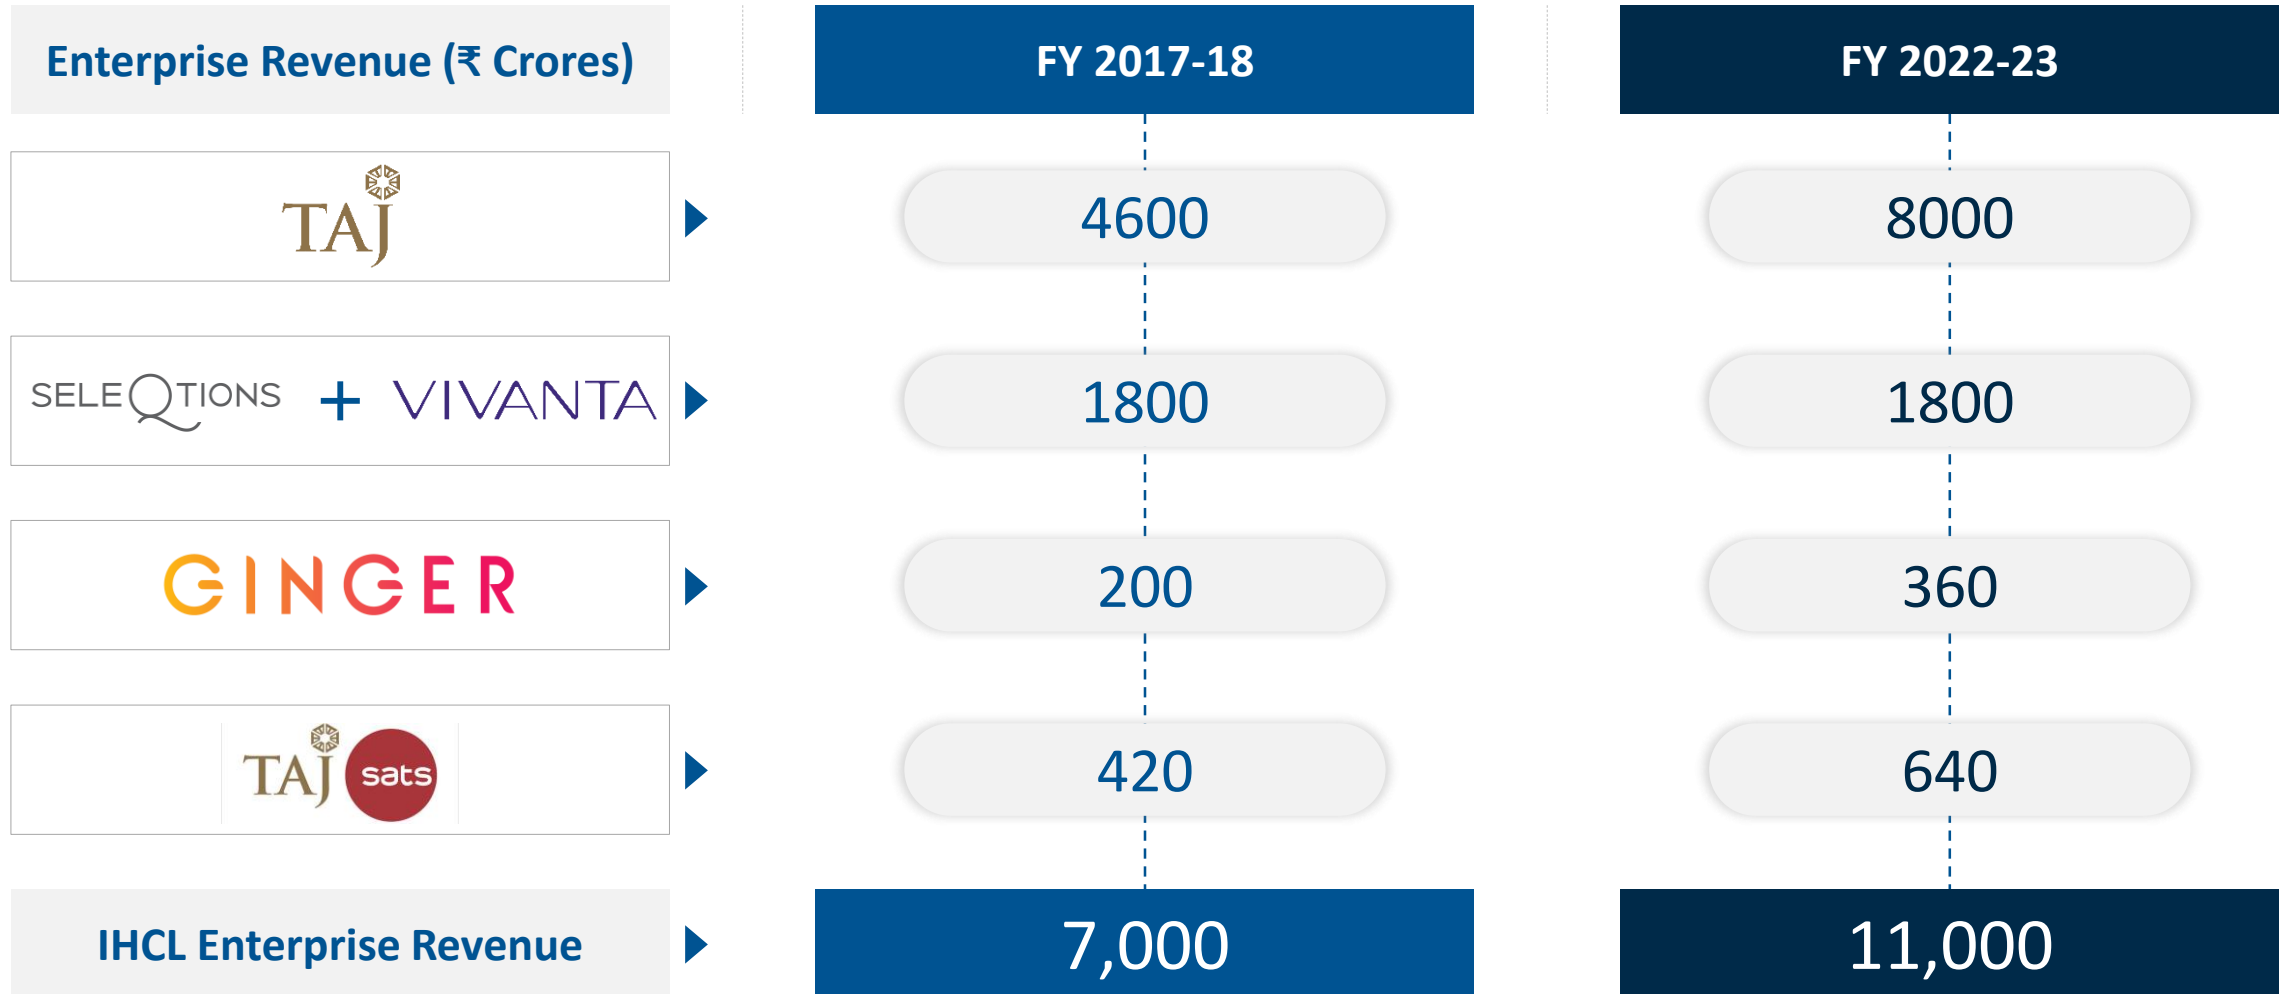 Enterprise Revenue (₹ Crores) FY 2017-18 FY 2022-23
TAJ 4600 8000
SELEQTIONS + VIVANTA 1800 1800
GINGER 200 360
TAJ sats 420 640
IHCL Enterprise Revenue 7,000 11,000